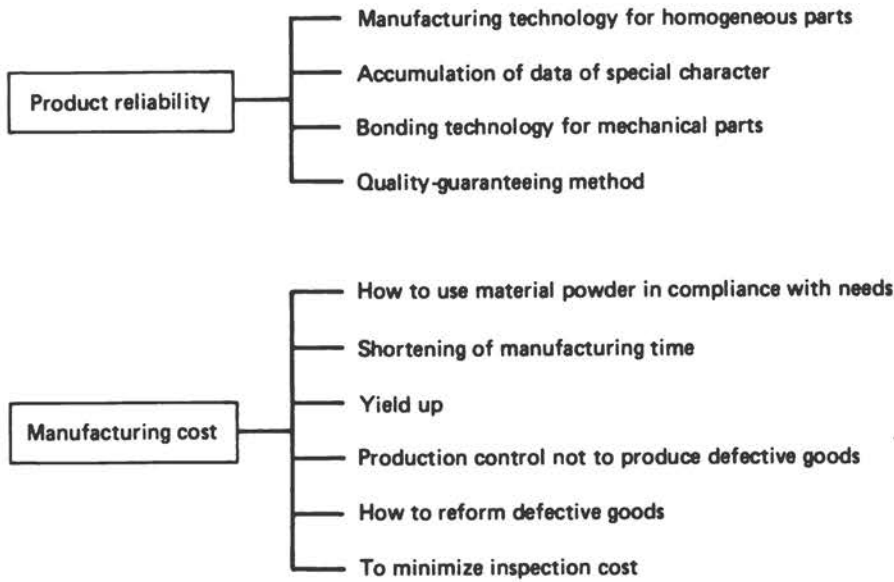 Product reliability
Manufacturing technology for homogeneous parts
Accumulation of data of special character
Bonding technology for mechanical parts
Quality-guaranteeing method
Manufacturing cost
How to use material powder in compliance with needs
Shortening of manufacturing time
Yield up
Production control not to produce defective goods
How to reform defective goods
To minimize inspection cost